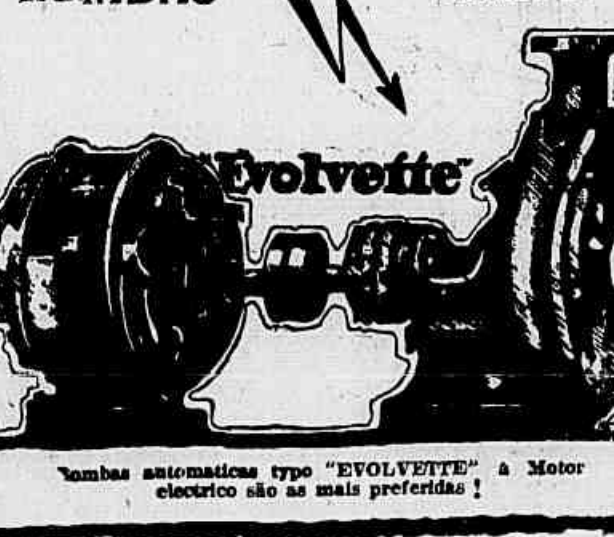 "Evolvette"
Bombas automaticas typo "EVOLVETTE" á Motor
electrico são as mais preferidas !